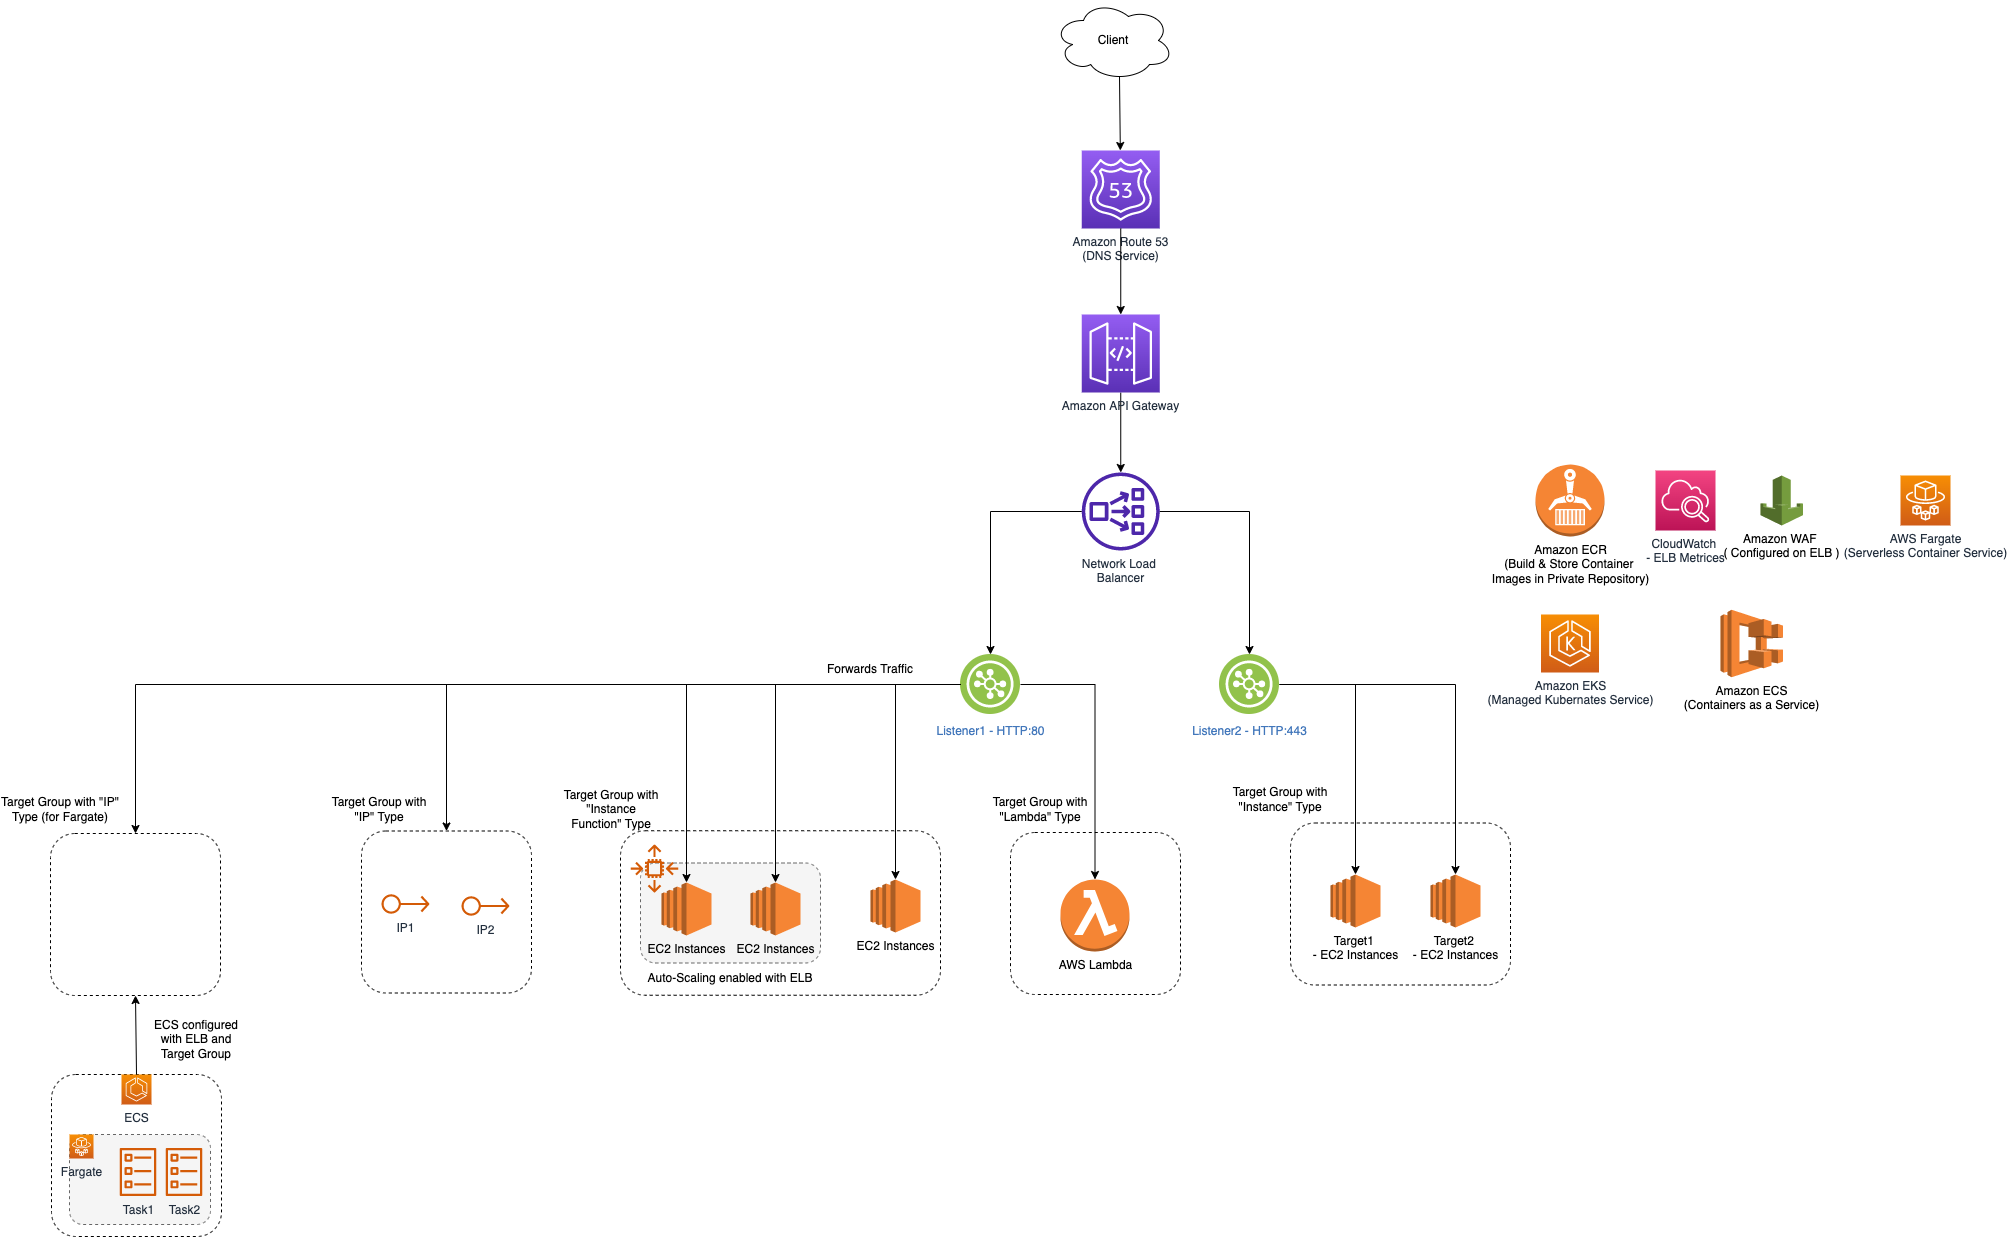 Client
53
Amazon Route 53
(DNS Service)
Amazon API Gateway
Network Load
Balancer
Amazon ECR
(Build & Store Container
Images in Private Repository)
CloudWatch
- ELB Metrices
Amazon WAF
( Configured on ELB )
AWS Fargate
(Serverless Container Service)
K
Amazon EKS
(Managed Kubernates Service)
Amazon ECS
(Containers as a Service)
Forwards Traffic
Listener1 - HTTP:80
Listener2 - HTTP:443
Target Group with "IP"
Type (for Fargate)
Target Group with
"IP" Type
Target Group with
"Instance
Function" Type
Target Group with
"Lambda" Type
Target Group with
"Instance" Type
IP1
IP2
EC2 Instances
EC2 Instances
EC2 Instances
Auto-Scaling enabled with ELB
AWS Lambda
Target1
- EC2 Instances
Target2
- EC2 Instances
ECS configured
with ELB and
Target Group
ECS
Fargate
Task1
Task2